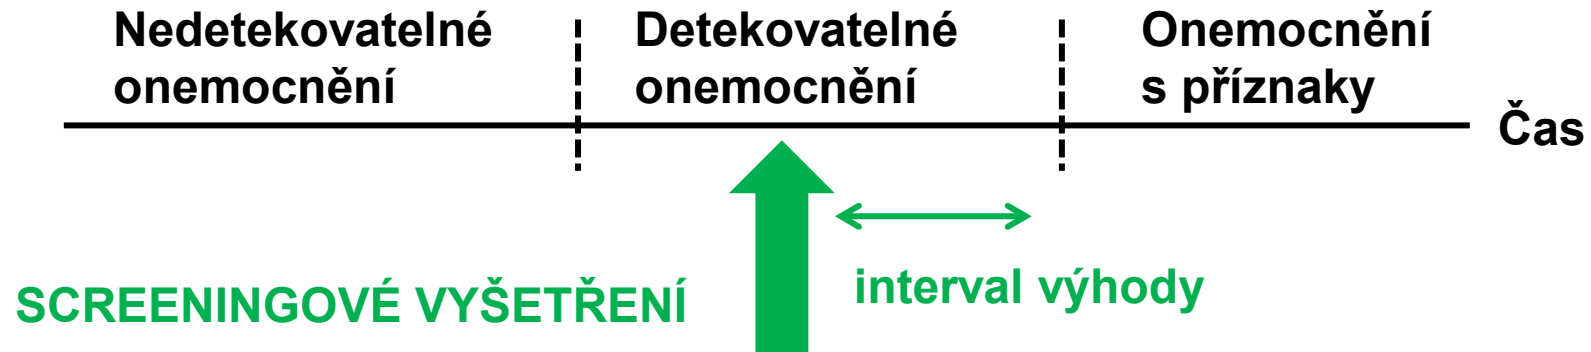 Nedetekovatelné
onemocnění
Detekovatelné
onemocnění
Onemocnění
s příznaky
Čas
SCREENINGOVÉ VYŠETŘENÍ
interval výhody